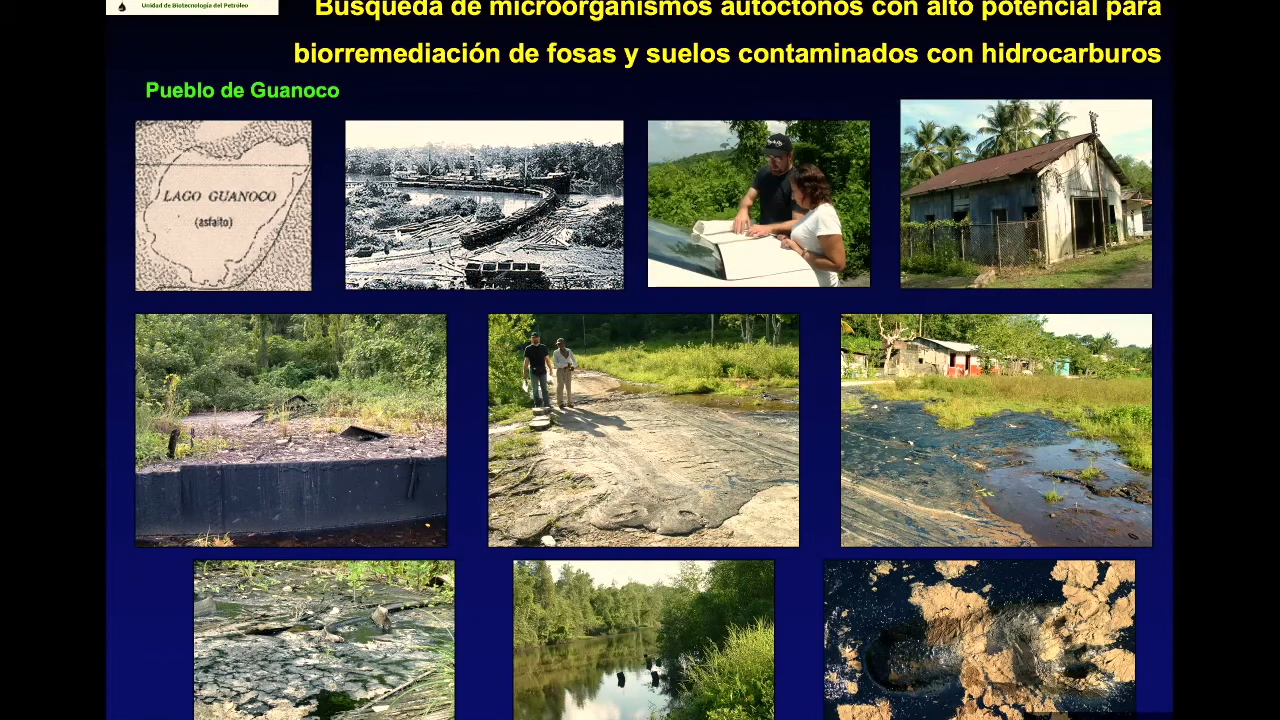 Unidad de Biotecnología del Petróleo
Búsqueda de microorganismos autóctonos con alto potencial para
biorremediación de fosas y suelos contaminados con hidrocarburos
Pueblo de Guanoco
LAGO GUANOCO
(asfalto)